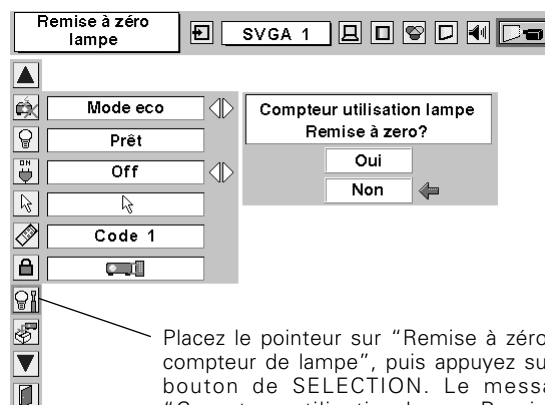 Remise à zéro
lampe
SVGA 1
Mode eco
Compteur utilisation lampe
Remise à zero?
Prêt
Oui
ON
Off
Non
Code 1
Placez le pointeur sur “Remise à zéro
compteur de lampe”, puis appuyez su
bouton de SELECTION. Le messa